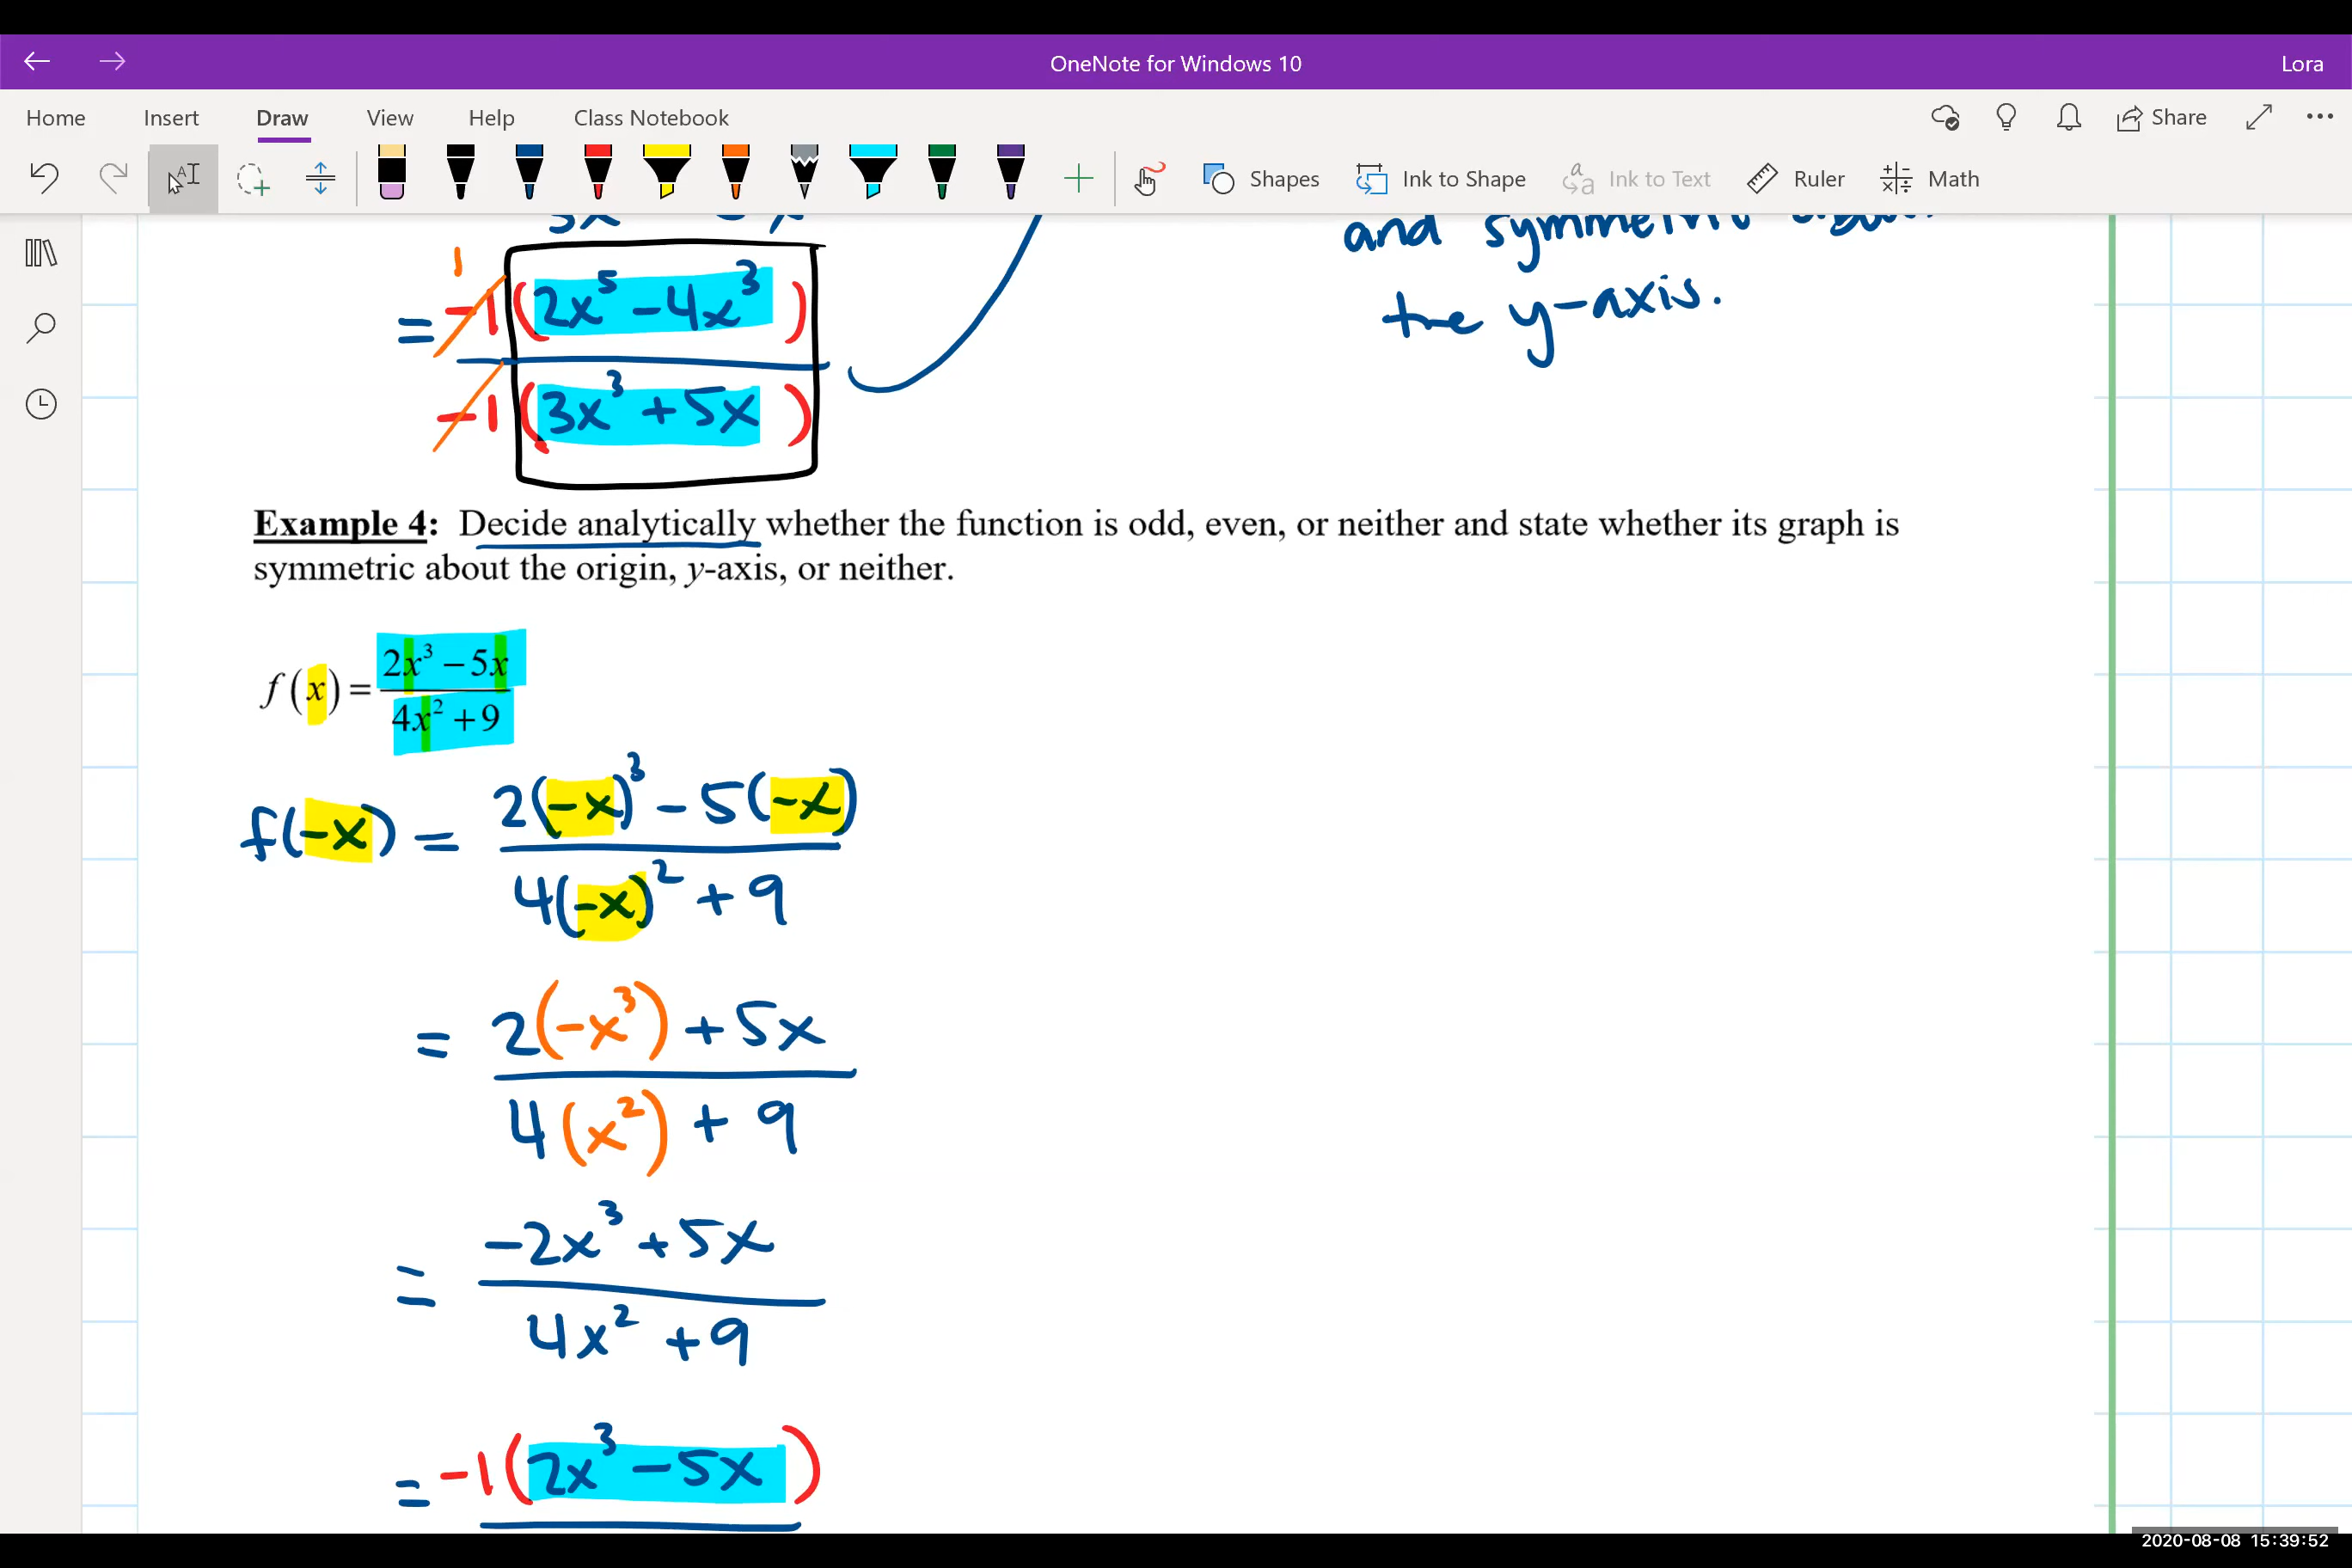 OneNote for Windows 10
Lora
Home Insert Draw View Help Class Notebook
Share
Shapes Ink to Shape Ink to Text Ruler Math
and symmetric
the y-axis.
1
= -1(2x⁵ - 4x³)
-1(3x³ + 5x)
Example 4: Decide analytically whether the function is odd, even, or neither and state whether its graph is
symmetric about the origin, y-axis, or neither.
f(x) = 2x³ - 5x
4x² + 9
f(-x) = 2(-x)³ - 5(-x)
4(-x)² + 9
= 2(-x³) + 5x
4(x²) + 9
= -2x³ + 5x
4x² + 9
= -1(2x³ - 5x)
2020-08-08 15:39:52